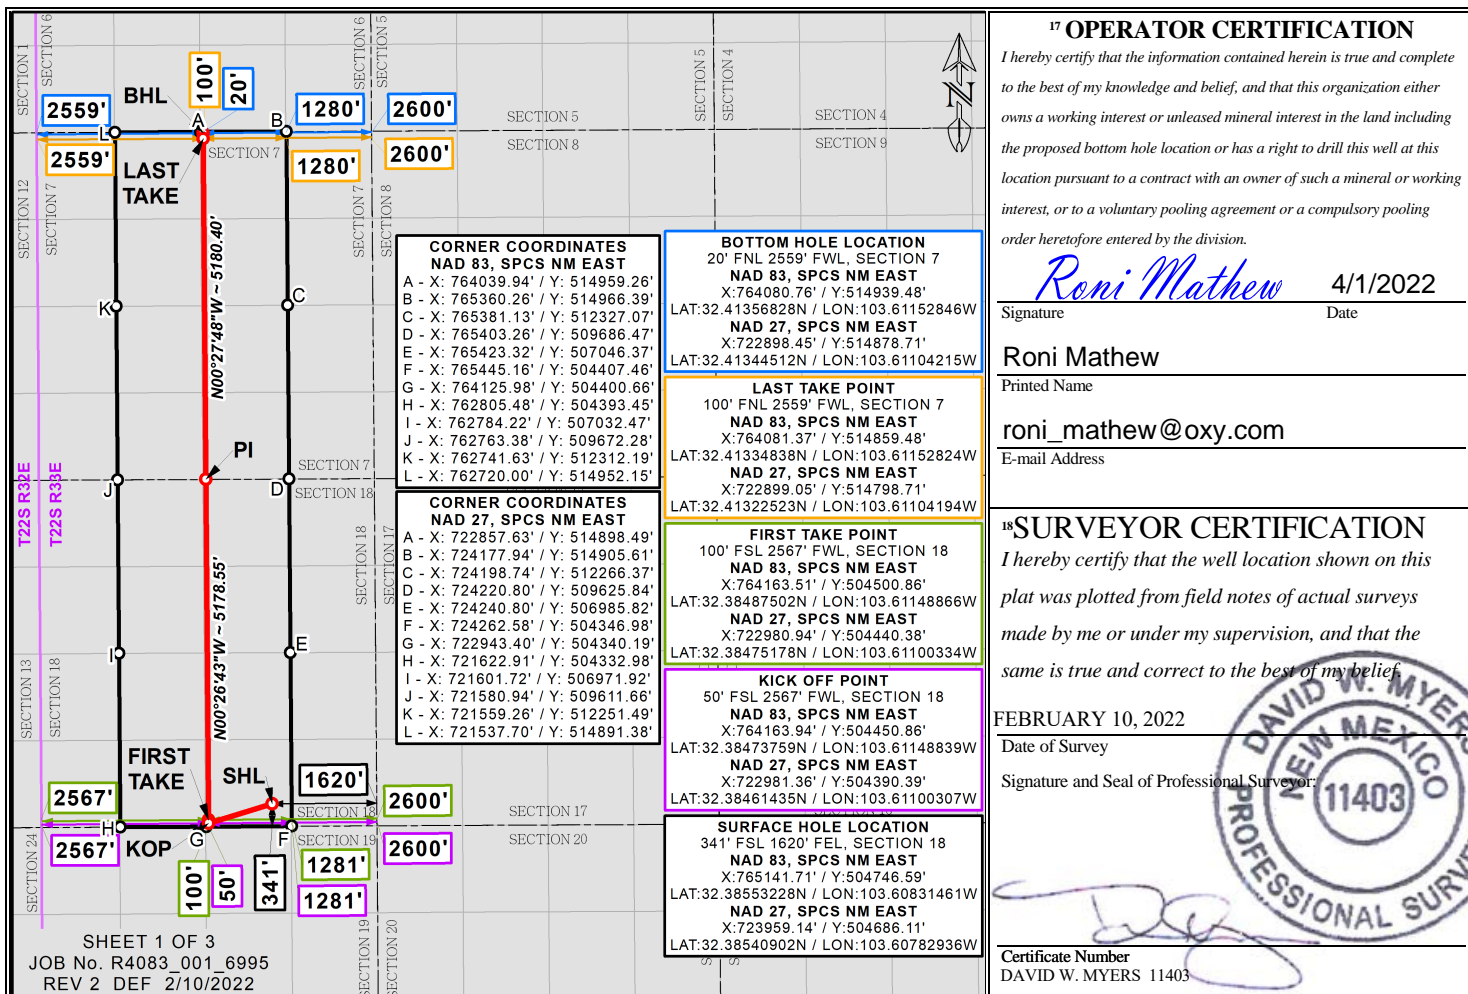 SECTION 1
SECTION 6
SECTION 6
SECTION 5
SECTION 5
SECTION 4
100'
20'
BHL
2559'
A
B
1280'
2600'
L
SECTION 5
SECTION 8
SECTION 4
SECTION 9
N
2559'
SECTION 7
1280'
2600'
LAST
TAKE
SECTION 12
SECTION 7
SECTION 7
SECTION 8
N00°27'48"W ~ 5180.40'
K
C
PI
SECTION 7
SECTION 18
J
D
T22S R32E
T22S R33E
SECTION 18
SECTION 17
N00°26'43"W ~ 5178.55'
I
E
SECTION 13
SECTION 18
FIRST
TAKE
SHL
1620'
2567'
2600'
SECTION 18
SECTION 17
H
G
F
SECTION 19
SECTION 20
2567'
KOP
2600'
SECTION 24
100'
50'
341'
1281'
1281'
SECTION 19
SECTION 20
SHEET 1 OF 3
JOB No. R4083_001_6995
REV 2 DEF 2/10/2022
CORNER COORDINATES
NAD 83, SPCS NM EAST
A - X: 764039.94' / Y: 514959.26'
B - X: 765360.26' / Y: 514966.39'
C - X: 765381.13' / Y: 512327.07'
D - X: 765403.26' / Y: 509686.47'
E - X: 765423.32' / Y: 507046.37'
F - X: 765445.16' / Y: 504407.46'
G - X: 764125.98' / Y: 504400.66'
H - X: 762805.48' / Y: 504393.45'
I - X: 762784.22' / Y: 507032.47'
J - X: 762763.38' / Y: 509672.28'
K - X: 762741.63' / Y: 512312.19'
L - X: 762720.00' / Y: 514952.15'
CORNER COORDINATES
NAD 27, SPCS NM EAST
A - X: 722857.63' / Y: 514898.49'
B - X: 724177.94' / Y: 514905.61'
C - X: 724198.74' / Y: 512266.37'
D - X: 724220.80' / Y: 509625.84'
E - X: 724240.80' / Y: 506985.82'
F - X: 724262.58' / Y: 504346.98'
G - X: 722943.40' / Y: 504340.19'
H - X: 721622.91' / Y: 504332.98'
I - X: 721601.72' / Y: 506971.92'
J - X: 721580.94' / Y: 509611.66'
K - X: 721559.26' / Y: 512251.49'
L - X: 721537.70' / Y: 514891.38'
BOTTOM HOLE LOCATION
20' FNL 2559' FWL, SECTION 7
NAD 83, SPCS NM EAST
X:764080.76' / Y:514939.48'
LAT:32.41356828N / LON:103.61152846W
NAD 27, SPCS NM EAST
X:722898.45' / Y:514878.71'
LAT:32.41344512N / LON:103.61104215W
LAST TAKE POINT
100' FNL 2559' FWL, SECTION 7
NAD 83, SPCS NM EAST
X:764081.37' / Y:514859.48'
LAT:32.41334838N / LON:103.61152824W
NAD 27, SPCS NM EAST
X:722899.05' / Y:514798.71'
LAT:32.41322523N / LON:103.61104194W
FIRST TAKE POINT
100' FSL 2567' FWL, SECTION 18
NAD 83, SPCS NM EAST
X:764163.51' / Y:504500.86'
LAT:32.38487502N / LON:103.61148866W
NAD 27, SPCS NM EAST
X:722980.94' / Y:504440.38'
LAT:32.38475178N / LON:103.61100334W
KICK OFF POINT
50' FSL 2567' FWL, SECTION 18
NAD 83, SPCS NM EAST
X:764163.94' / Y:504450.86'
LAT:32.38473759N / LON:103.61148839W
NAD 27, SPCS NM EAST
X:722981.36' / Y:504390.39'
LAT:32.38461435N / LON:103.61100307W
SURFACE HOLE LOCATION
341' FSL 1620' FEL, SECTION 18
NAD 83, SPCS NM EAST
X:765141.71' / Y:504746.59'
LAT:32.38553228N / LON:103.60831461W
NAD 27, SPCS NM EAST
X:723959.14' / Y:504686.11'
LAT:32.38540902N / LON:103.60782936W
17 OPERATOR CERTIFICATION
I hereby certify that the information contained herein is true and complete
to the best of my knowledge and belief, and that this organization either
owns a working interest or unleased mineral interest in the land including
the proposed bottom hole location or has a right to drill this well at this
location pursuant to a contract with an owner of such a mineral or working
interest, or to a voluntary pooling agreement or a compulsory pooling
order heretofore entered by the division.
Roni Mathew 4/1/2022
Signature Date
Roni Mathew
Printed Name
roni_mathew@oxy.com
E-mail Address
18 SURVEYOR CERTIFICATION
I hereby certify that the well location shown on this
plat was plotted from field notes of actual surveys
made by me or under my supervision, and that the
same is true and correct to the best of my belief.
FEBRUARY 10, 2022
Date of Survey
Signature and Seal of Professional Surveyor:
DAVID W. MYERS
NEW MEXICO
11403
PROFESSIONAL SURVE
Certificate Number
DAVID W. MYERS 11403